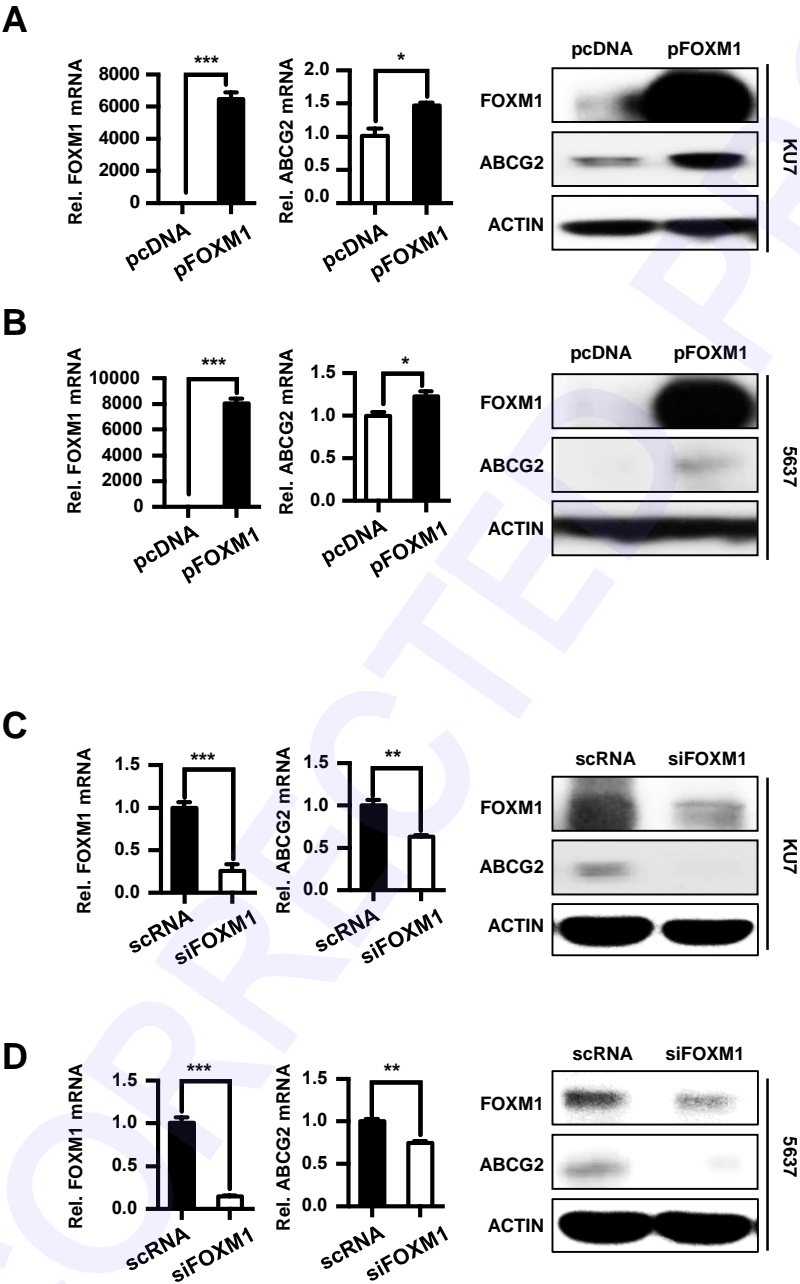 A
Rel. FOXM1 mRNA
8000
6000
4000
2000
0
***
pcDNA
pFOXM1
Rel. ABCG2 mRNA
2.0
1.5
1.0
0.5
0.0
*
pcDNA
pFOXM1
pcDNA pFOXM1
FOXM1
ABCG2
ACTIN
KU7
B
Rel. FOXM1 mRNA
10000
8000
6000
4000
2000
0
***
pcDNA
pFOXM1
Rel. ABCG2 mRNA
1.5
1.0
0.5
0.0
*
pcDNA
pFOXM1
pcDNA pFOXM1
FOXM1
ABCG2
ACTIN
5637
C
Rel. FOXM1 mRNA
1.5
1.0
0.5
0.0
***
scRNA
siFOXM1
Rel. ABCG2 mRNA
1.5
1.0
0.5
0.0
**
scRNA
siFOXM1
scRNA siFOXM1
FOXM1
ABCG2
ACTIN
KU7
D
Rel. FOXM1 mRNA
1.5
1.0
0.5
0.0
***
scRNA
siFOXM1
Rel. ABCG2 mRNA
1.5
1.0
0.5
0.0
**
scRNA
siFOXM1
scRNA siFOXM1
FOXM1
ABCG2
ACTIN
5637